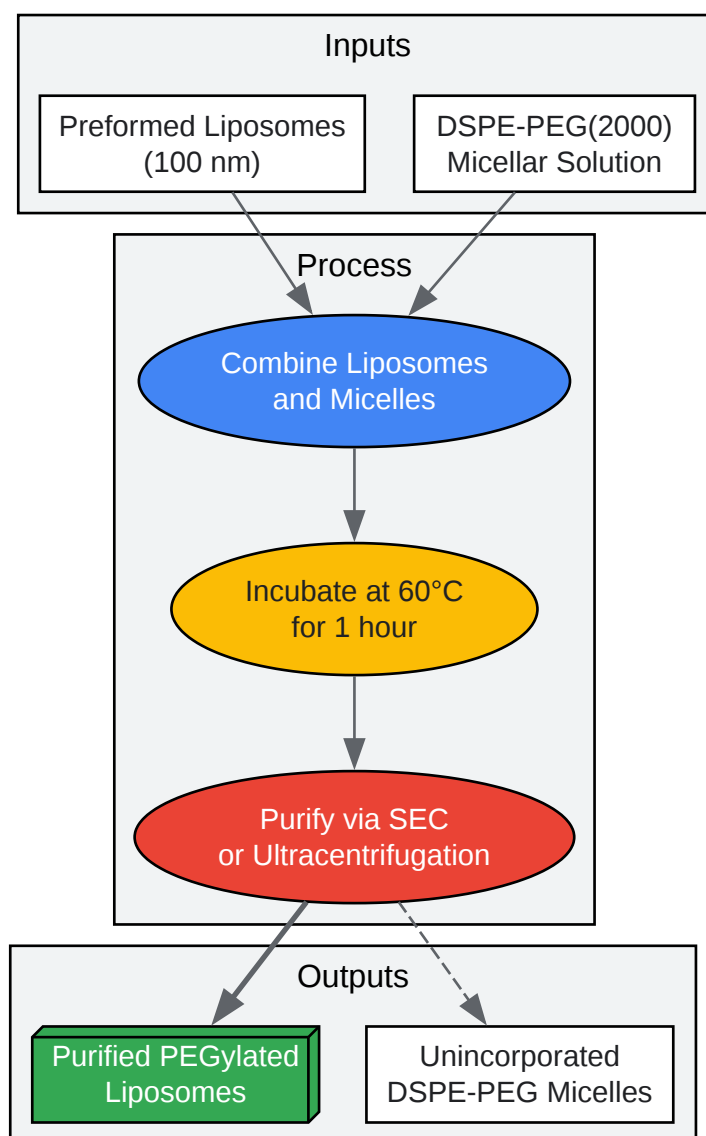 Inputs
Preformed Liposomes
(100 nm)
DSPE-PEG(2000)
Micellar Solution
Process
Combine Liposomes
and Micelles
Incubate at 60°C
for 1 hour
Purify via SEC
or Ultracentrifugation
Outputs
Purified PEGylated
Liposomes
Unincorporated
DSPE-PEG Micelles